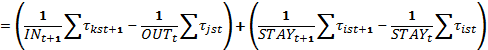 = (1/IN_{t+1} ∑ τ_{kst+1} − 1/OUT_t ∑ τ_{jst}) + (1/STAY_{t+1} ∑ τ_{ist+1} − 1/STAY_t ∑ τ_{ist})